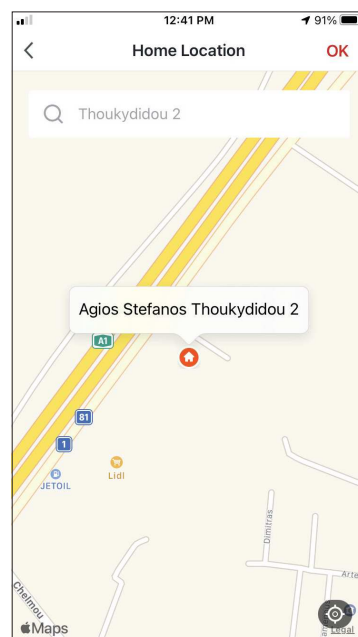 12:41 PM
91%
Home Location
OK
Thoukydidou 2
Agios Stefanos Thoukydidou 2
A1
81
1
Lidl
JETOIL
Dimitras
Arte
Chelmou
Maps
Legal